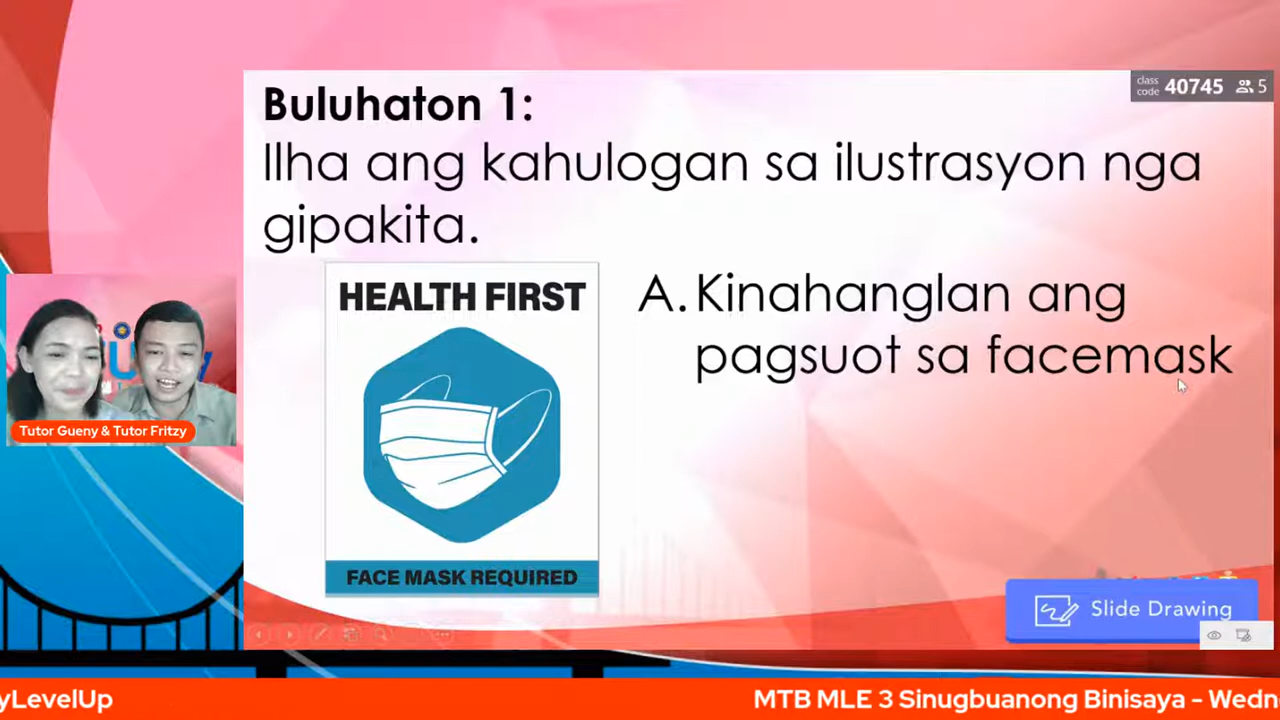 Buluhaton 1:
Ilha ang kahulogan sa ilustrasyon nga
gipakita.
class
code 40745 5
HEALTH FIRST
FACE MASK REQUIRED
A. Kinahanglan ang
pagsuot sa facemask
Tutor Gueny & Tutor Fritzy
Slide Drawing
yLevelUp
MTB MLE 3 Sinugbuanong Binisaya - Wedn